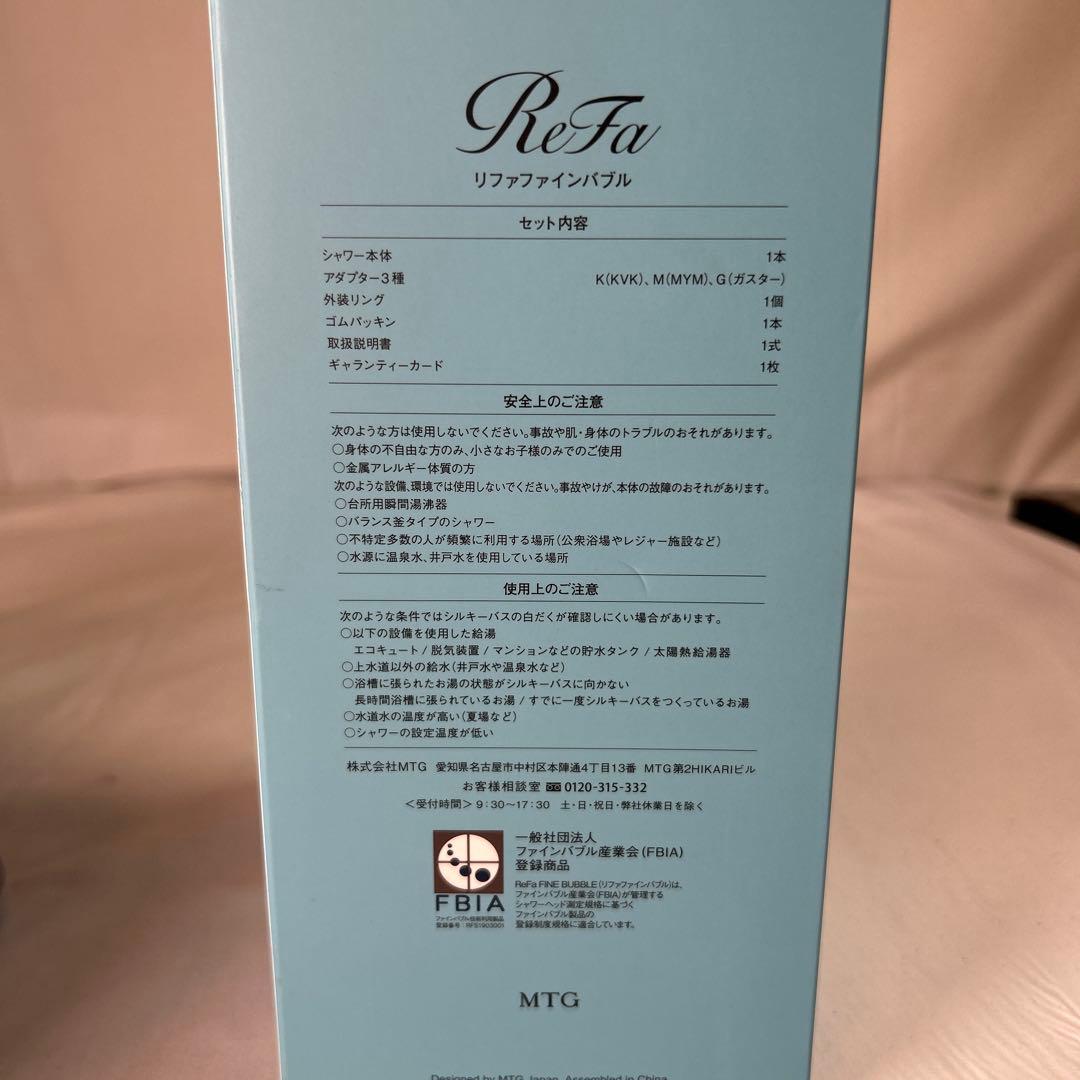 ReFa
リファファインバブル
セット内容
シャワー本体 1本
アダプター3種 K(KVK)、M(MYM)、G(ガスター)
外装リング 1個
ゴムパッキン 1本
取扱説明書 1式
ギャランティーカード 1枚
安全上のご注意
次のような方は使用しないでください。事故や肌・身体のトラブルのおそれがあります。
○身体の不自由な方のみ、小さなお子様のみでのご使用
○金属アレルギー体質の方
次のような設備、環境では使用しないでください。事故やけが、本体の故障のおそれがあります。
○台所用瞬間湯沸器
○バランス釜タイプのシャワー
○不特定多数の人が頻繁に利用する場所(公衆浴場やレジャー施設など)
○水源に温泉水、井戸水を使用している場所
使用上のご注意
次のような条件ではシルキーバスの白だくが確認しにくい場合があります。
○以下の設備を使用した給湯
エコキュート / 脱気装置 / マンションなどの貯水タンク / 太陽熱給湯器
○上水道以外の給水(井戸水や温泉水など)
○浴槽に張られたお湯の状態がシルキーバスに向かない
長時間浴槽に張られているお湯 / すでに一度シルキーバスをつくっているお湯
○水道水の温度が高い(夏場など)
○シャワーの設定温度が低い
株式会社MTG 愛知県名古屋市中村区本陣通4丁目13番 MTG第2HIKARIビル
お客様相談室 0120-315-332
<受付時間> 9:30~17:30 土・日・祝日・弊社休業日を除く
一般社団法人
ファインバブル産業会(FBIA)
登録商品
ReFa FINE BUBBLE(リファファインバブル)は、
ファインバブル産業会(FBIA)が管理する
シャワーヘッド測定規格に基づく
ファインバブル製品の
登録制度規格に適合しています。
FBIA
ファインバブル技術利用製品
登録番号:RFS1903001
MTG
Designed by MTG Japan, Assembled in China